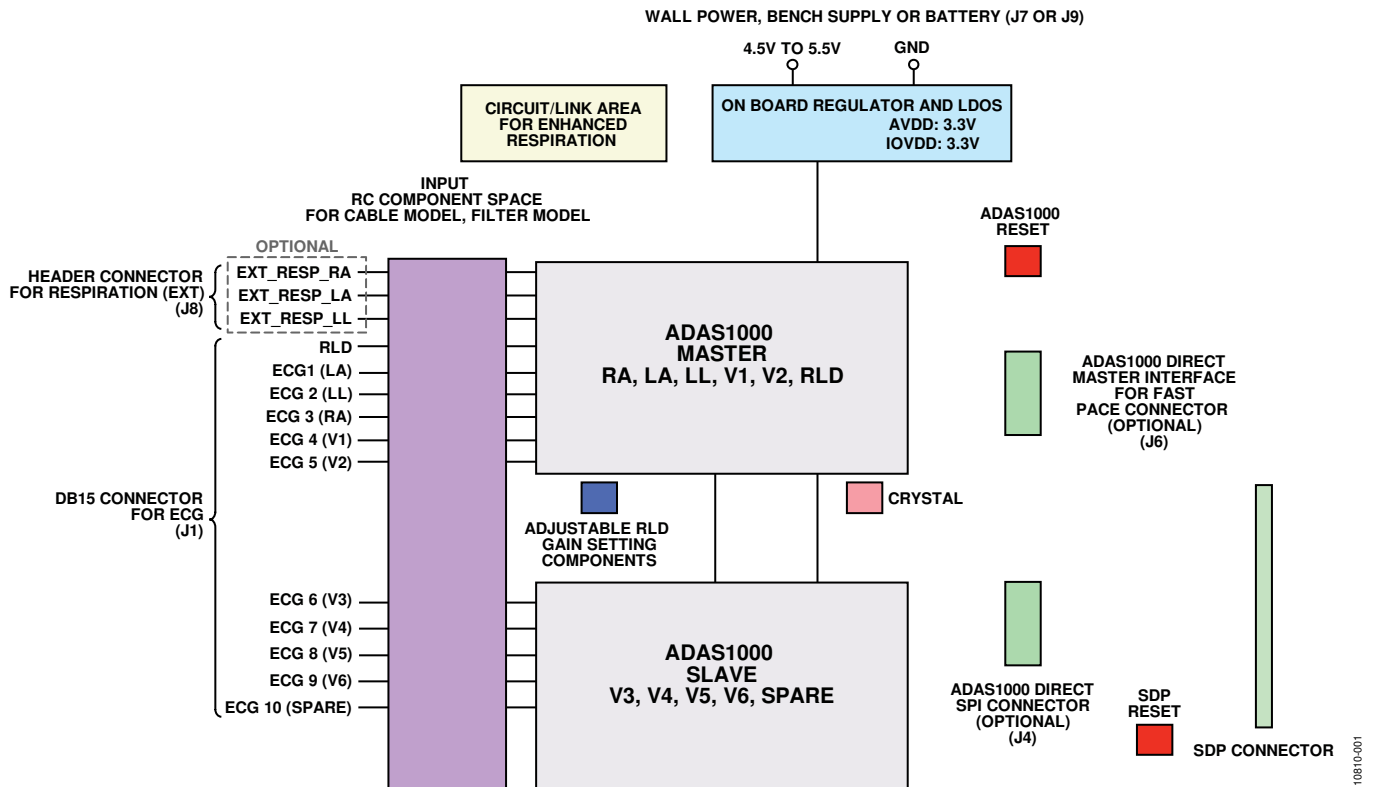 WALL POWER, BENCH SUPPLY OR BATTERY (J7 OR J9)
4.5V TO 5.5V
GND
CIRCUIT/LINK AREA
FOR ENHANCED
RESPIRATION
ON BOARD REGULATOR AND LDOS
AVDD: 3.3V
IOVDD: 3.3V
INPUT
RC COMPONENT SPACE
FOR CABLE MODEL, FILTER MODEL
OPTIONAL
HEADER CONNECTOR
FOR RESPIRATION (EXT)
(J8)
EXT_RESP_RA
EXT_RESP_LA
EXT_RESP_LL
RLD
ECG1 (LA)
ECG 2 (LL)
ECG 3 (RA)
ECG 4 (V1)
ECG 5 (V2)
DB15 CONNECTOR
FOR ECG
(J1)
ECG 6 (V3)
ECG 7 (V4)
ECG 8 (V5)
ECG 9 (V6)
ECG 10 (SPARE)
ADAS1000
MASTER
RA, LA, LL, V1, V2, RLD
ADJUSTABLE RLD
GAIN SETTING
COMPONENTS
CRYSTAL
ADAS1000
SLAVE
V3, V4, V5, V6, SPARE
ADAS1000
RESET
ADAS1000 DIRECT
MASTER INTERFACE
FOR FAST
PACE CONNECTOR
(OPTIONAL)
(J6)
ADAS1000 DIRECT
SPI CONNECTOR
(OPTIONAL)
(J4)
SDP
RESET
SDP CONNECTOR
10810-001